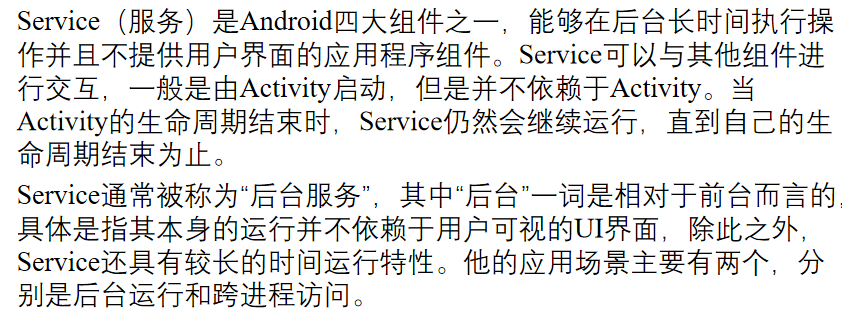 Service（服务）是Android四大组件之一，能够在后台长时间执行操
作并且不提供用户界面的应用程序组件。Service可以与其他组件进
行交互，一般是由Activity启动，但是并不依赖于Activity。当
Activity的生命周期结束时，Service仍然会继续运行，直到自己的生
命周期结束为止。
Service通常被称为“后台服务”，其中“后台”一词是相对于前台而言的，
具体是指其本身的运行并不依赖于用户可视的UI界面，除此之外，
Service还具有较长的时间运行特性。他的应用场景主要有两个，分
别是后台运行和跨进程访问。